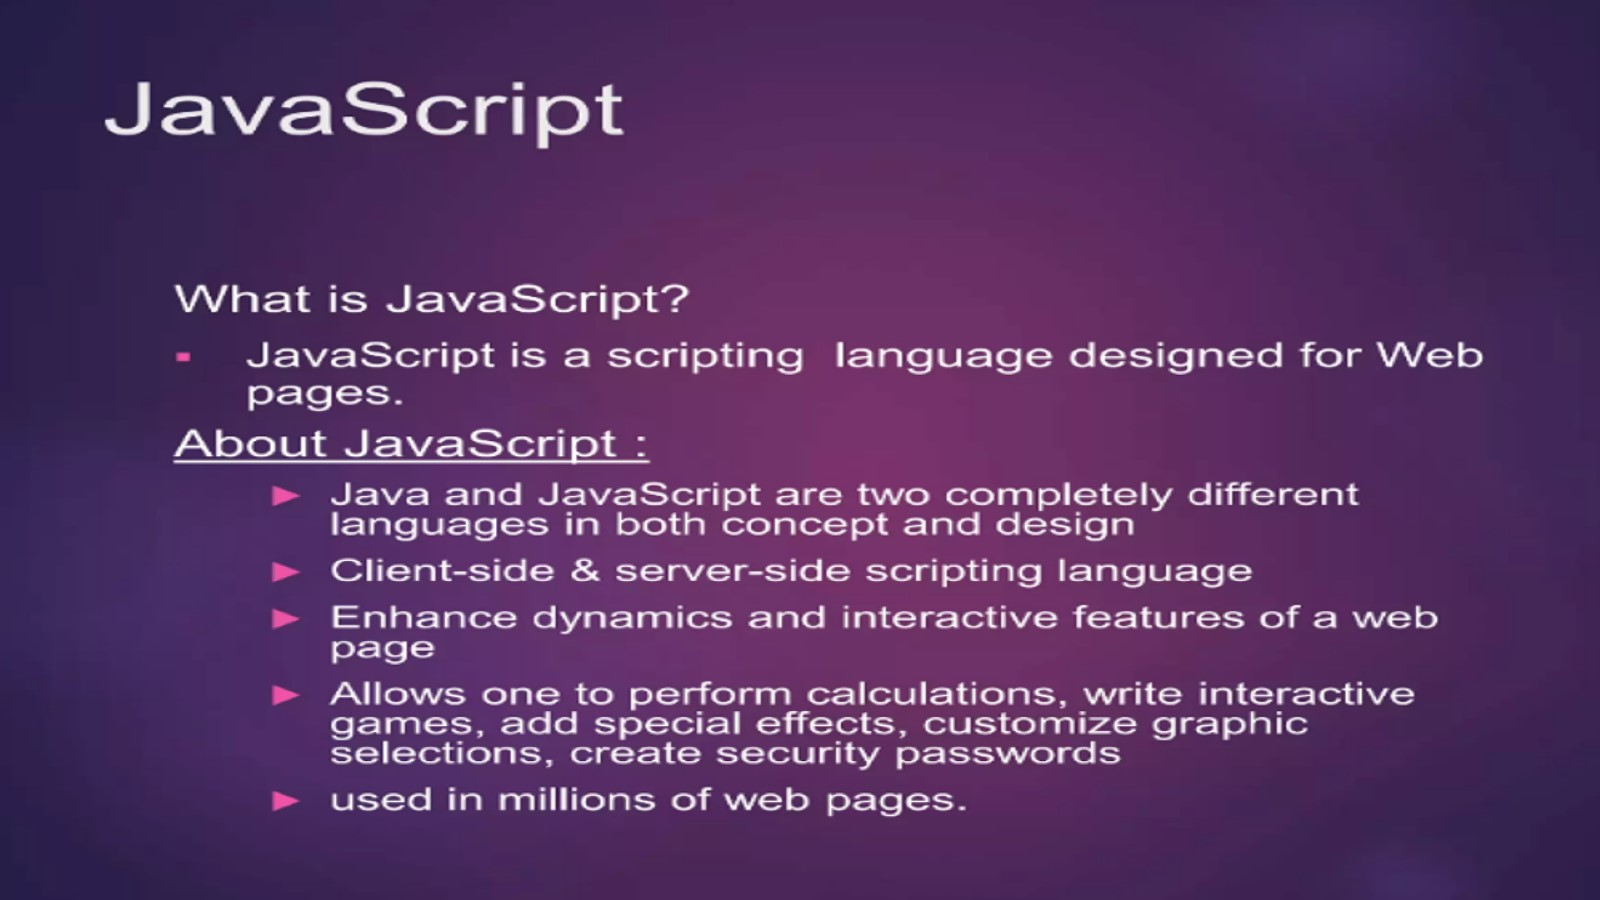 JavaScript
What is JavaScript?
JavaScript is a scripting language designed for Web
pages.
About JavaScript :
Java and JavaScript are two completely different
languages in both concept and design
Client-side & server-side scripting language
Enhance dynamics and interactive features of a web
page
Allows one to perform calculations, write interactive
games, add special effects, customize graphic
selections, create security passwords
used in millions of web pages.